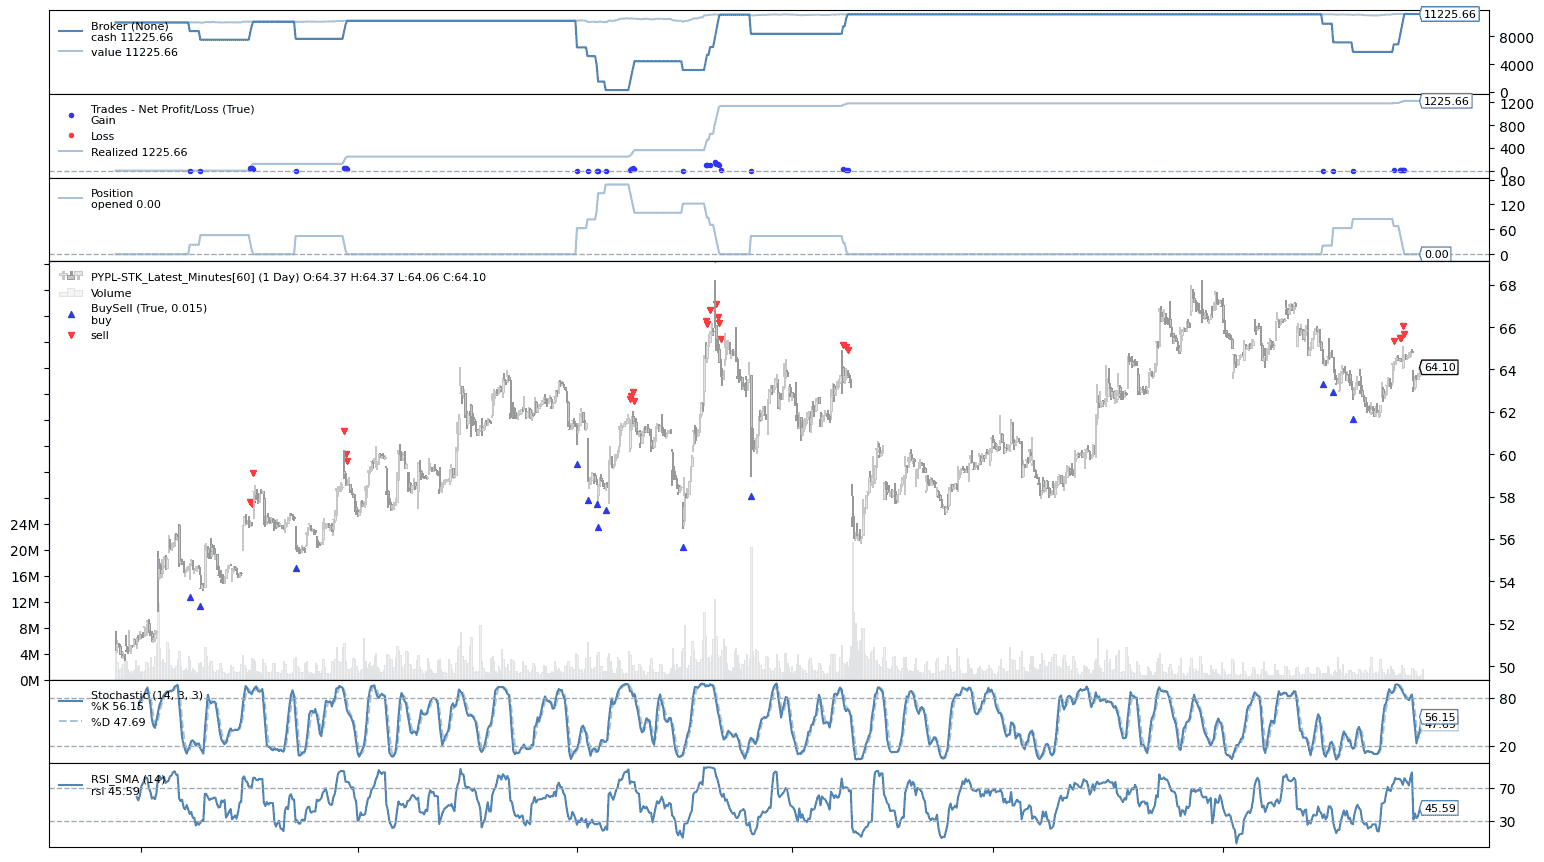 Broker (None)
cash 11225.66
value 11225.66
11225.66
8000
4000
0
Trades - Net Profit/Loss (True)
Gain
Loss
Realized 1225.66
1225.66
1200
800
400
0
Position
opened 0.00
180
120
60
0
0.00
PYPL-STK_Latest_Minutes[60] (1 Day) O:64.37 H:64.37 L:64.06 C:64.10
Volume
BuySell (True, 0.015)
buy
sell
68
66
64
64.10
62
60
58
56
54
52
50
24M
20M
16M
12M
8M
4M
0M
Stochastic (14, 3, 3)
%K 56.15
%D 47.69
80
56.15
47.69
20
RSI_SMA (14)
rsi 45.59
70
45.59
30